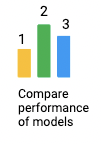 2
3
1
Compare
performance
of models